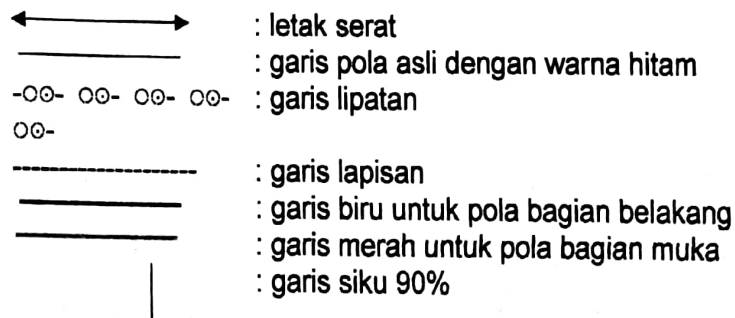 : letak serat
: garis pola asli dengan warna hitam
-OO- OO- OO- OO- : garis lipatan
OO-
: garis lapisan
: garis biru untuk pola bagian belakang
: garis merah untuk pola bagian muka
: garis siku 90%